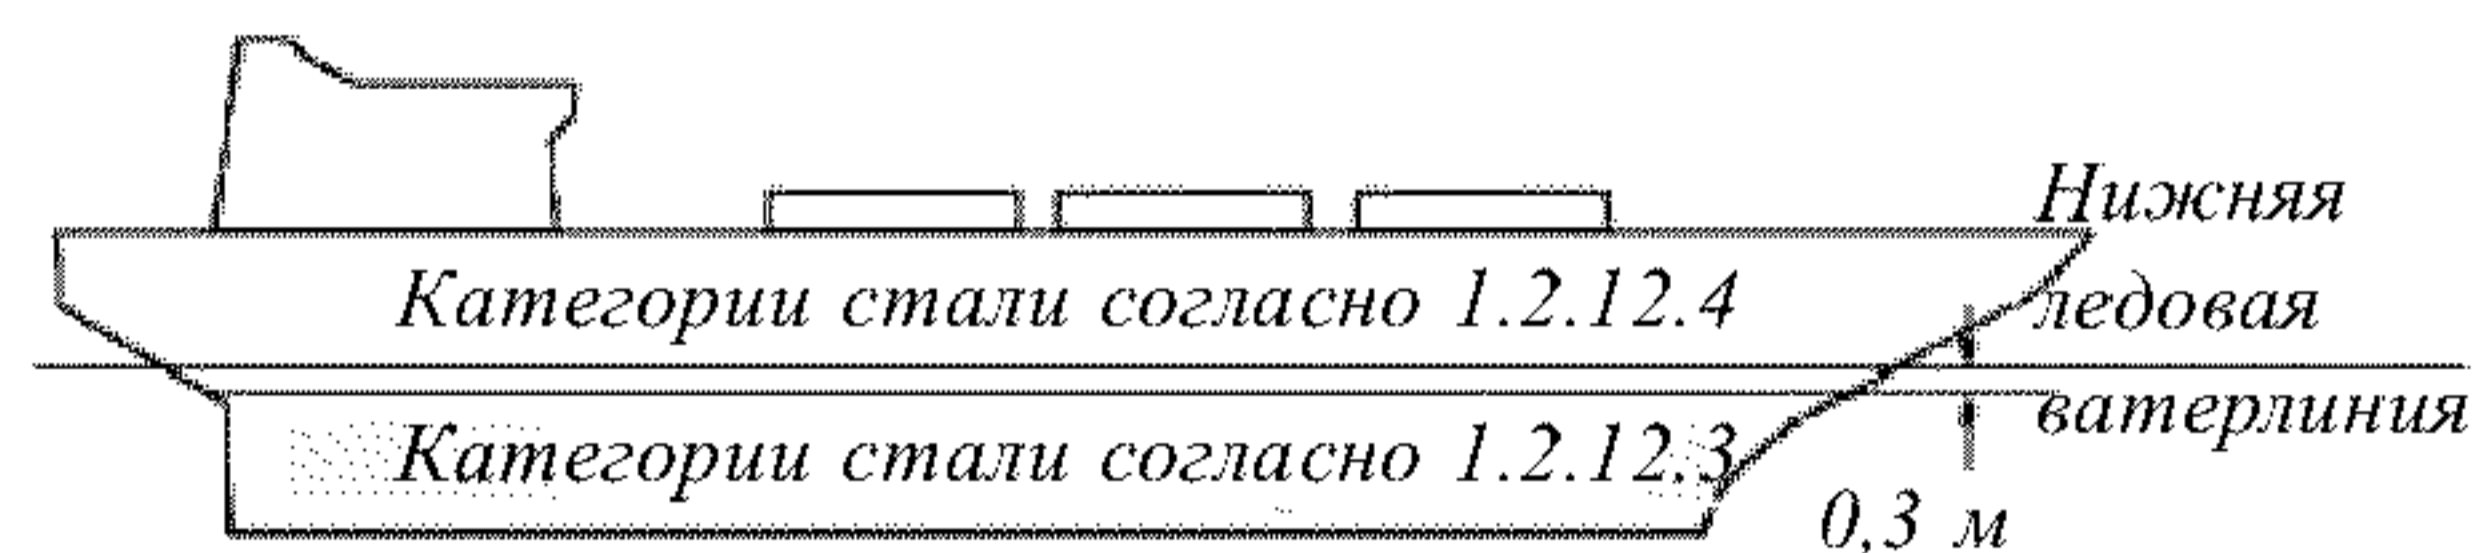 Нижняя
ледовая
ватерлиния
Категории стали согласно 1.2.12.4
Категории стали согласно 1.2.12.3
0,3 м